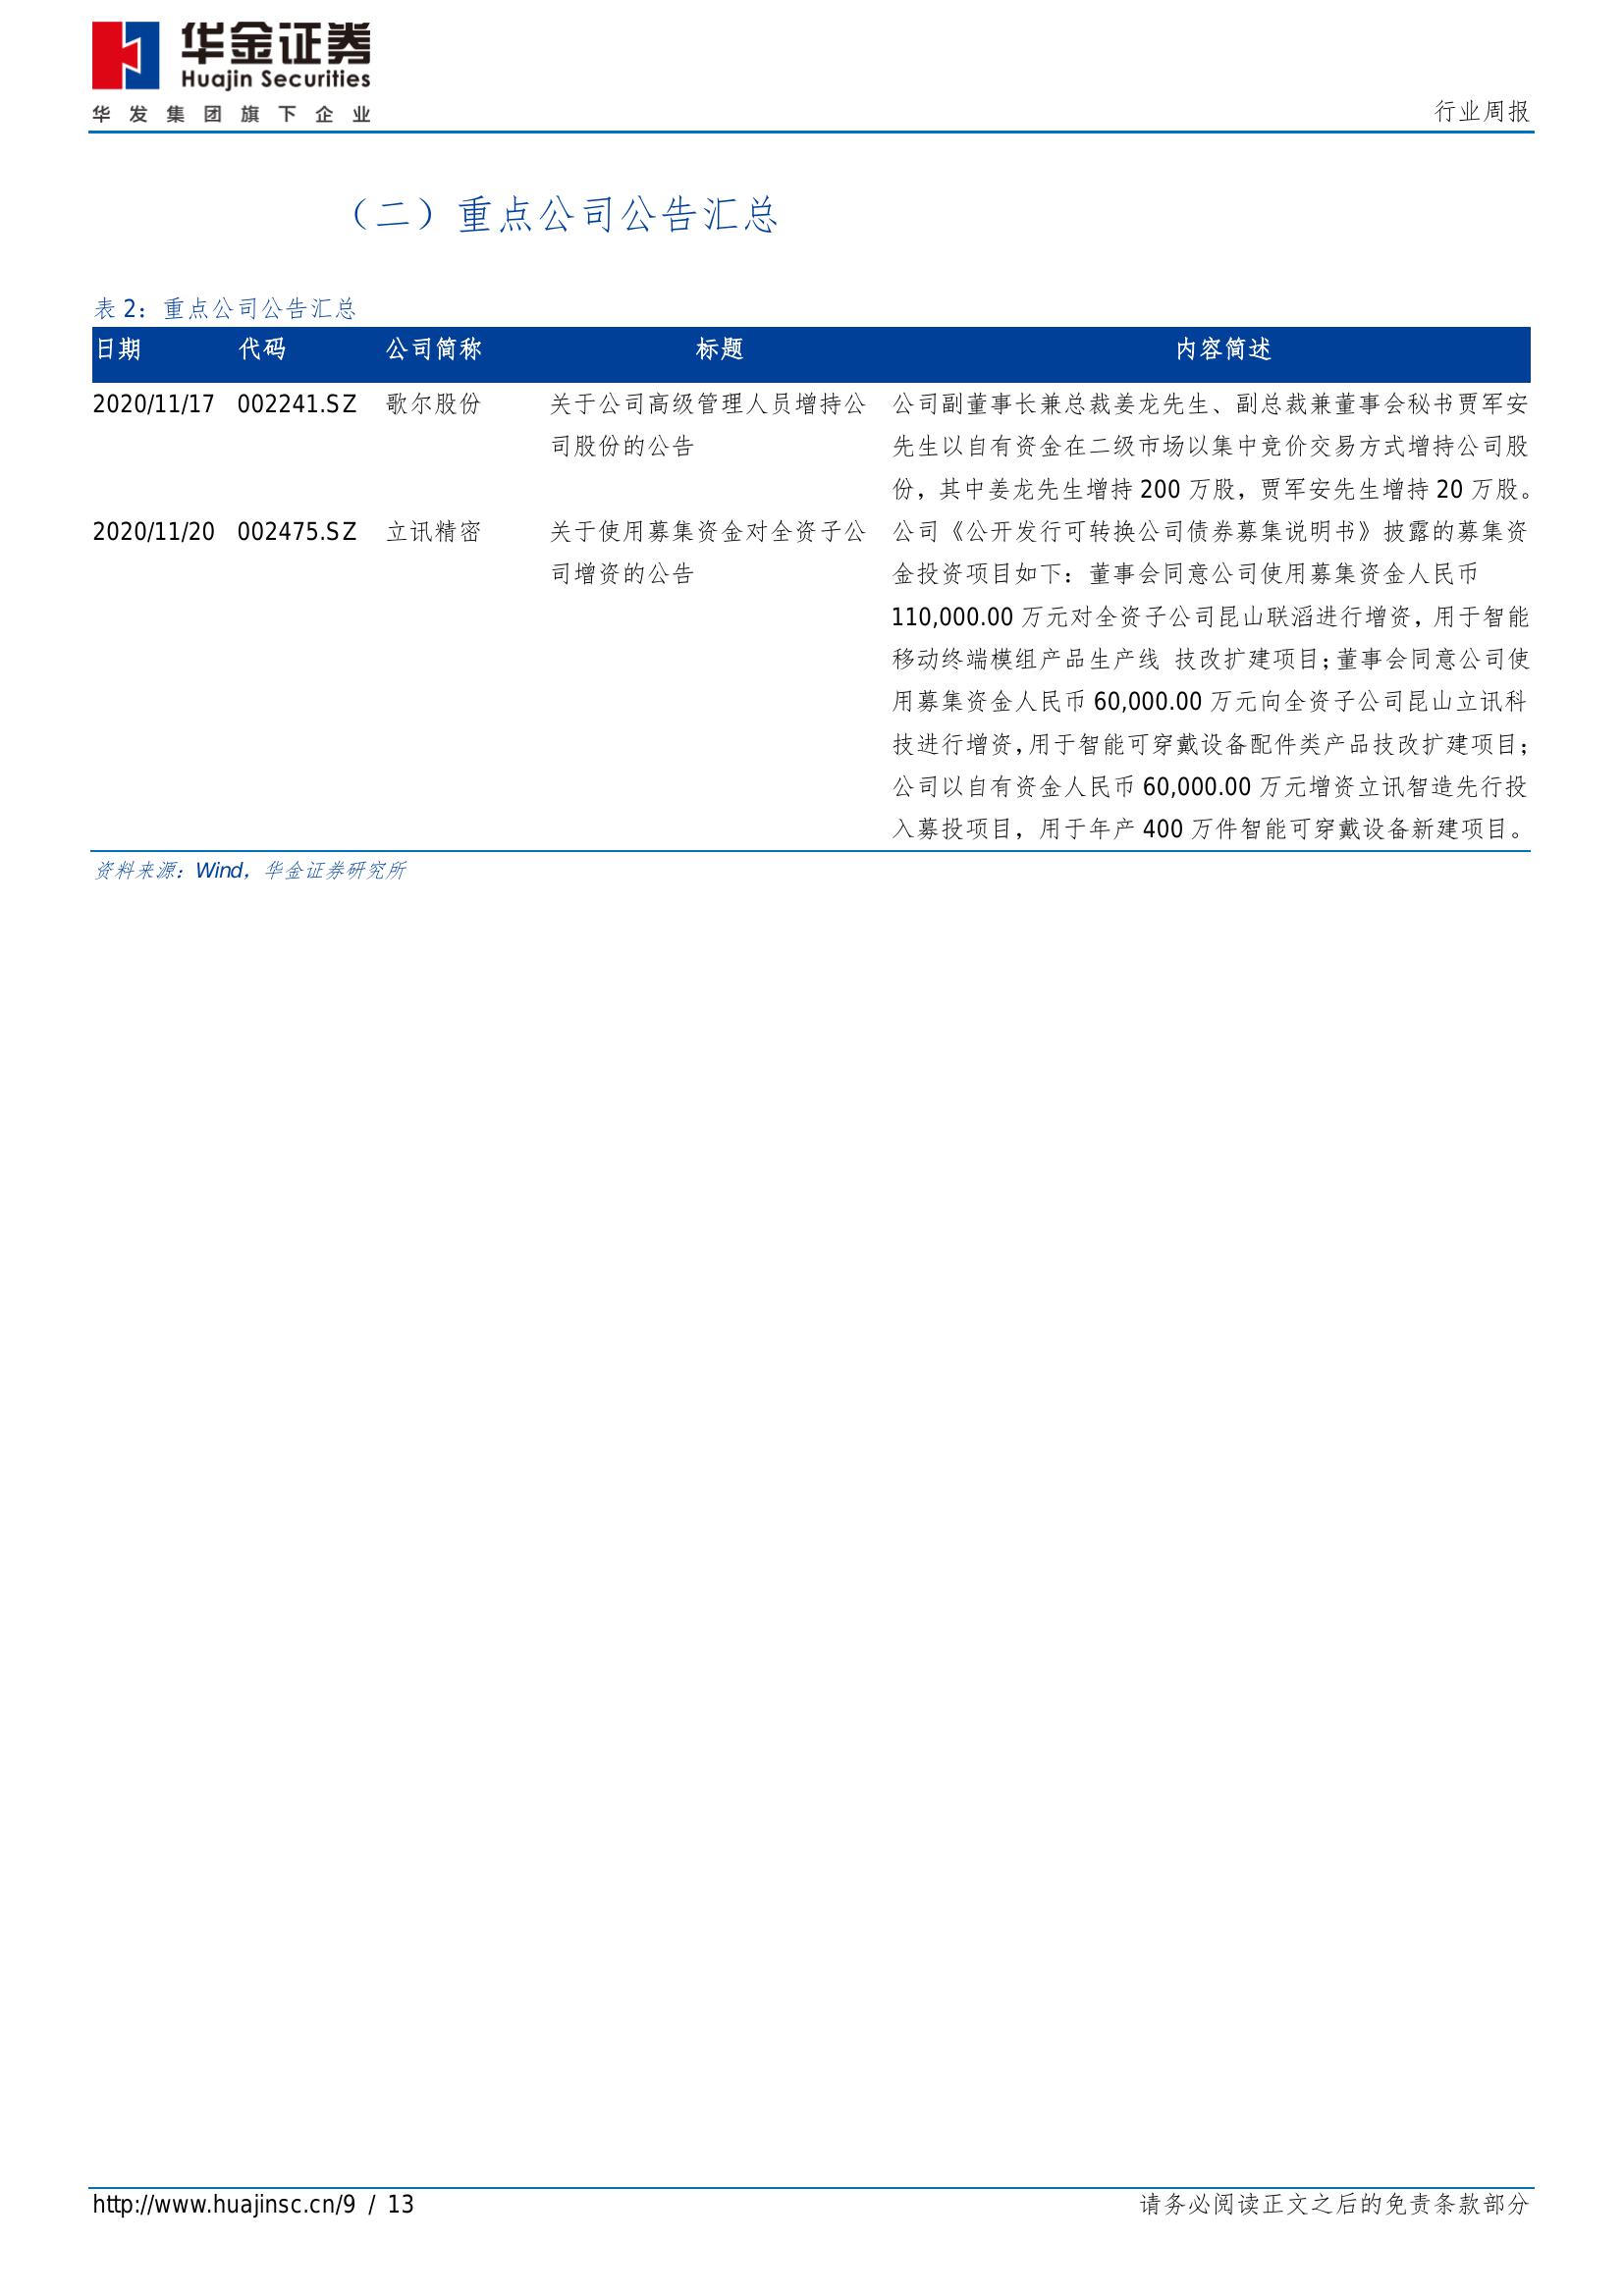 华金证券
Huajin Securities
华发集团旗下企业
行业周报
（二）重点公司公告汇总
表 2：重点公司公告汇总
日期 代码 公司简称 标题 内容简述
2020/11/17 002241.SZ 歌尔股份 关于公司高级管理人员增持公 公司副董事长兼总裁姜龙先生、副总裁兼董事会秘书贾军安
司股份的公告 先生以自有资金在二级市场以集中竞价交易方式增持公司股
份，其中姜龙先生增持 200 万股，贾军安先生增持 20 万股。
2020/11/20 002475.SZ 立讯精密 关于使用募集资金对全资子公 公司《公开发行可转换公司债券募集说明书》披露的募集资
司增资的公告 金投资项目如下：董事会同意公司使用募集资金人民币
110,000.00 万元对全资子公司昆山联滔进行增资，用于智能
移动终端模组产品生产线 技改扩建项目；董事会同意公司使
用募集资金人民币 60,000.00 万元向全资子公司昆山立讯科
技进行增资，用于智能可穿戴设备配件类产品技改扩建项目；
公司以自有资金人民币 60,000.00 万元增资立讯智造先行投
入募投项目，用于年产 400 万件智能可穿戴设备新建项目。
资料来源：Wind，华金证券研究所
http://www.huajinsc.cn/9 / 13 请务必阅读正文之后的免责条款部分